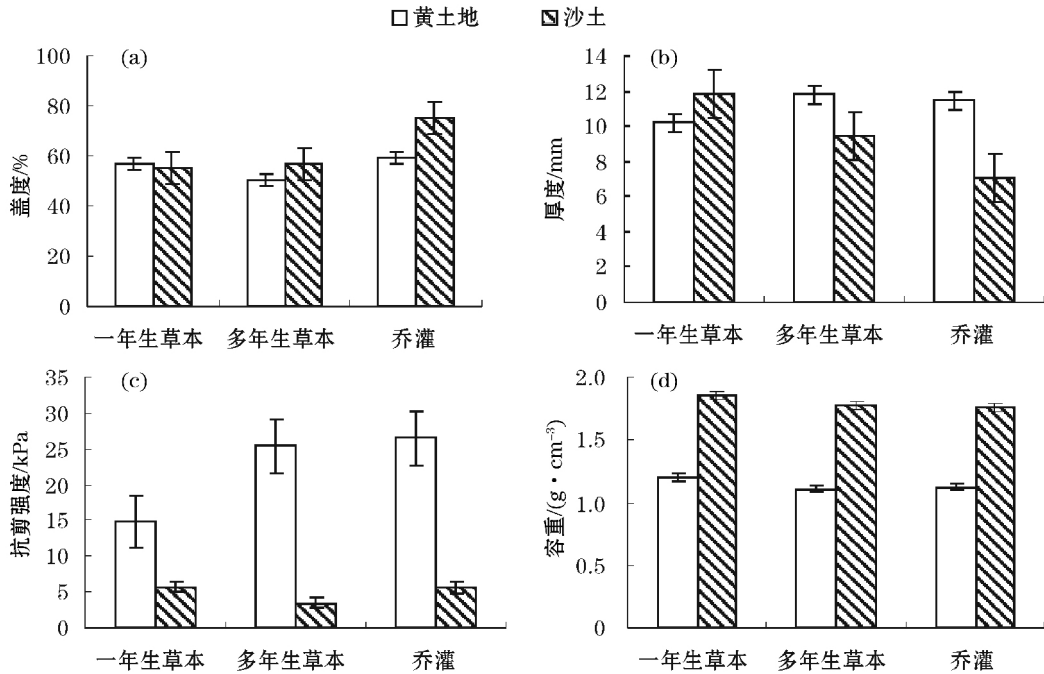 黄土地 沙土
(a)
100
80
60
40
20
0
盖度/%
一年生草本 多年生草本 乔灌
(b)
14
12
10
8
6
4
2
0
厚度/mm
一年生草本 多年生草本 乔灌
(c)
35
30
25
20
15
10
5
0
抗剪强度/kPa
一年生草本 多年生草本 乔灌
(d)
2.0
1.5
1.0
0.5
0
容重/(g·cm⁻³)
一年生草本 多年生草本 乔灌